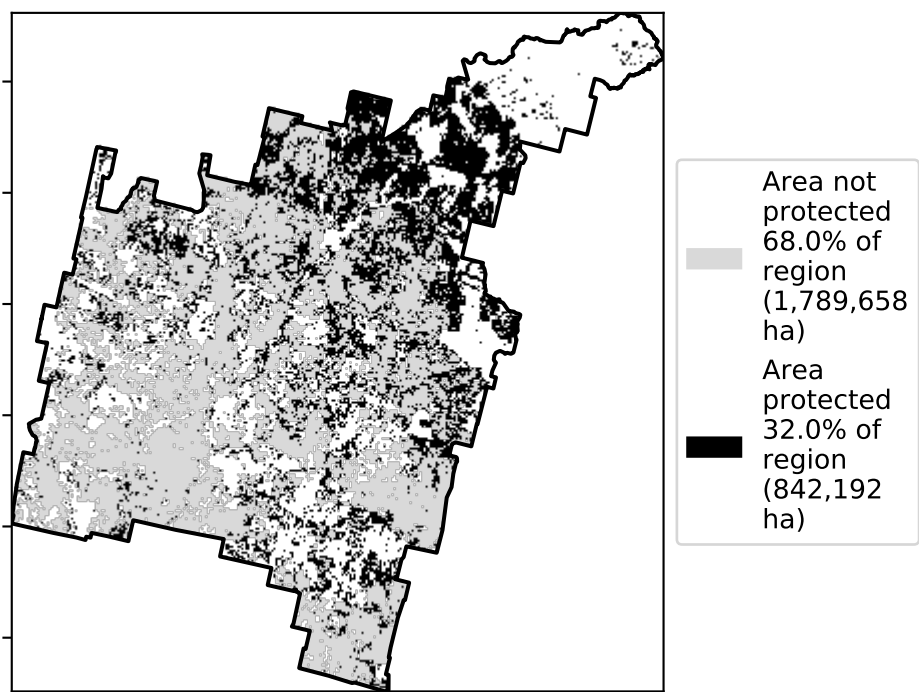 Area not
protected
68.0% of
region
(1,789,658
ha)
Area
protected
32.0% of
region
(842,192
ha)